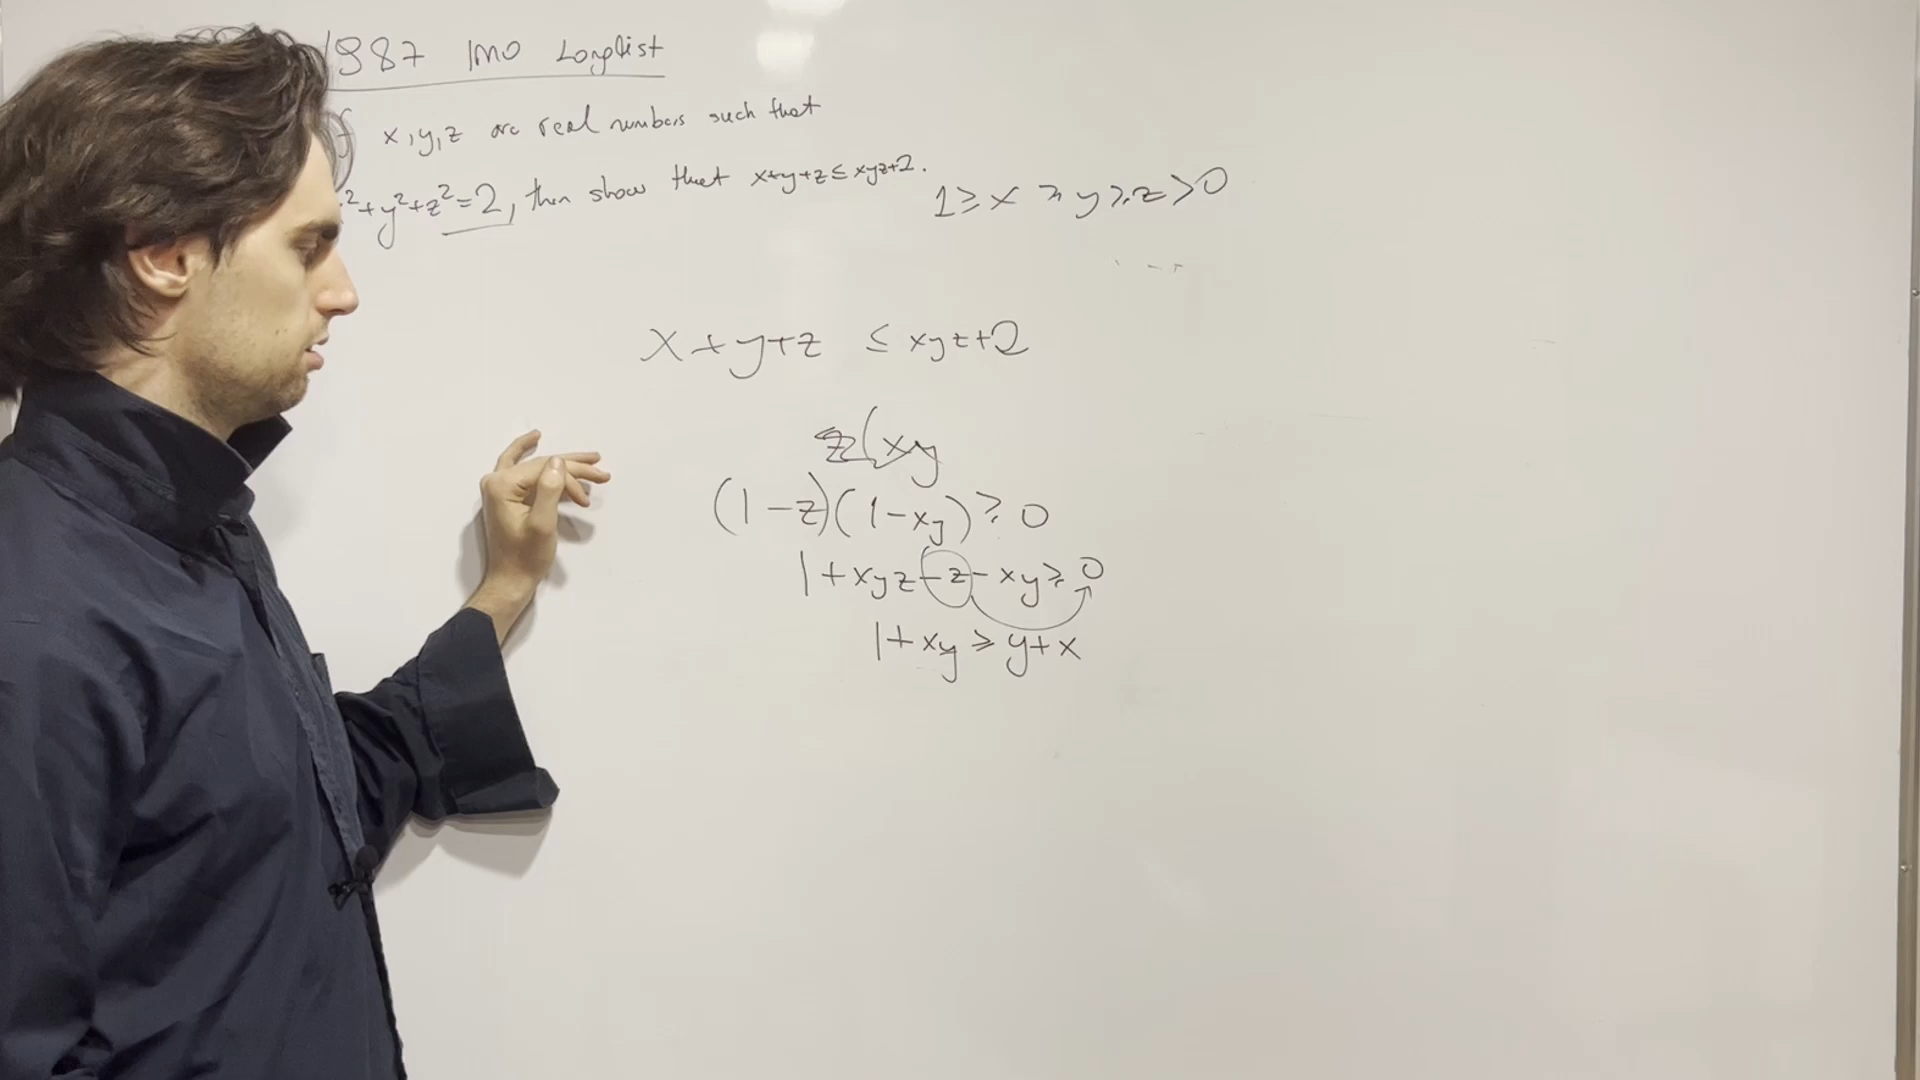 1987 IMO Longlist
x,y,z are real numbers such that
²+y²+z²=2, then show that x+y+z≤xyz+2.
1≥x≥y≥z>0
x+y+z ≤xyz+2
z(xy
(1-z)(1-xy)≥0
1+xyz-z-xy≥0
1+xy≥y+x